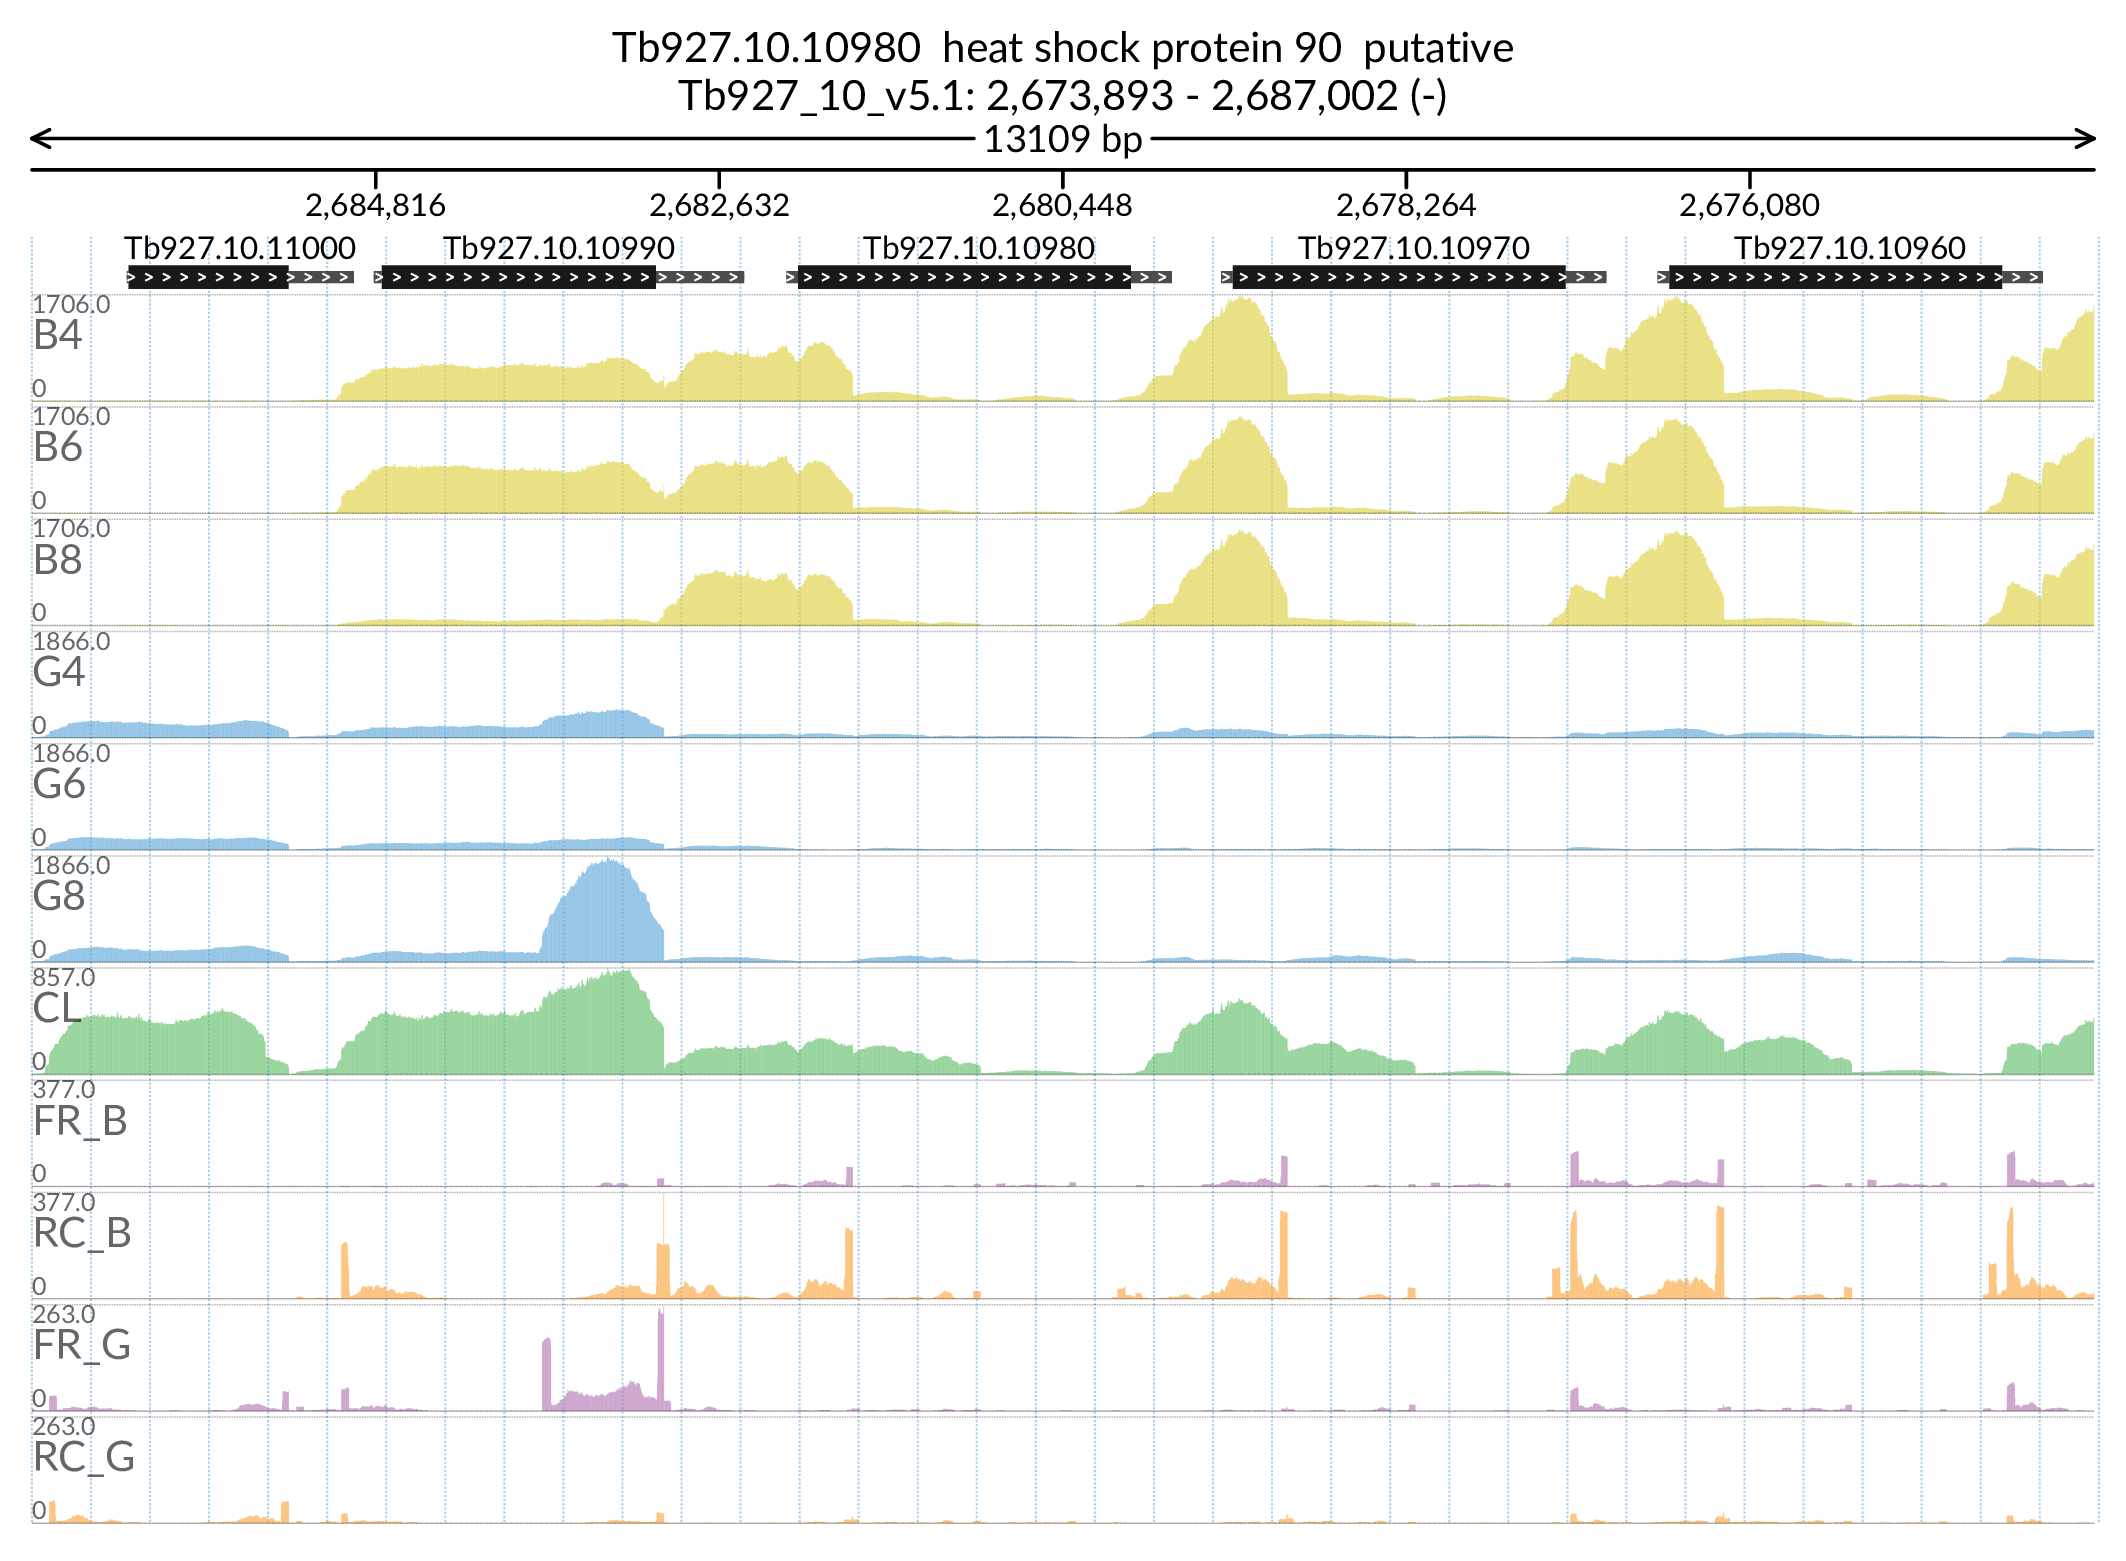 Tb927.10.10980 heat shock protein 90 putative
Tb927_10_v5.1: 2,673,893 - 2,687,002 (-)
13109 bp
2,684,816 2,682,632 2,680,448 2,678,264 2,676,080
Tb927.10.11000 Tb927.10.10990 Tb927.10.10980 Tb927.10.10970 Tb927.10.10960
1706.0
B4
0
1706.0
B6
0
1706.0
B8
0
1866.0
G4
0
1866.0
G6
0
1866.0
G8
0
857.0
CL
0
377.0
FR_B
0
377.0
RC_B
0
263.0
FR_G
0
263.0
RC_G
0